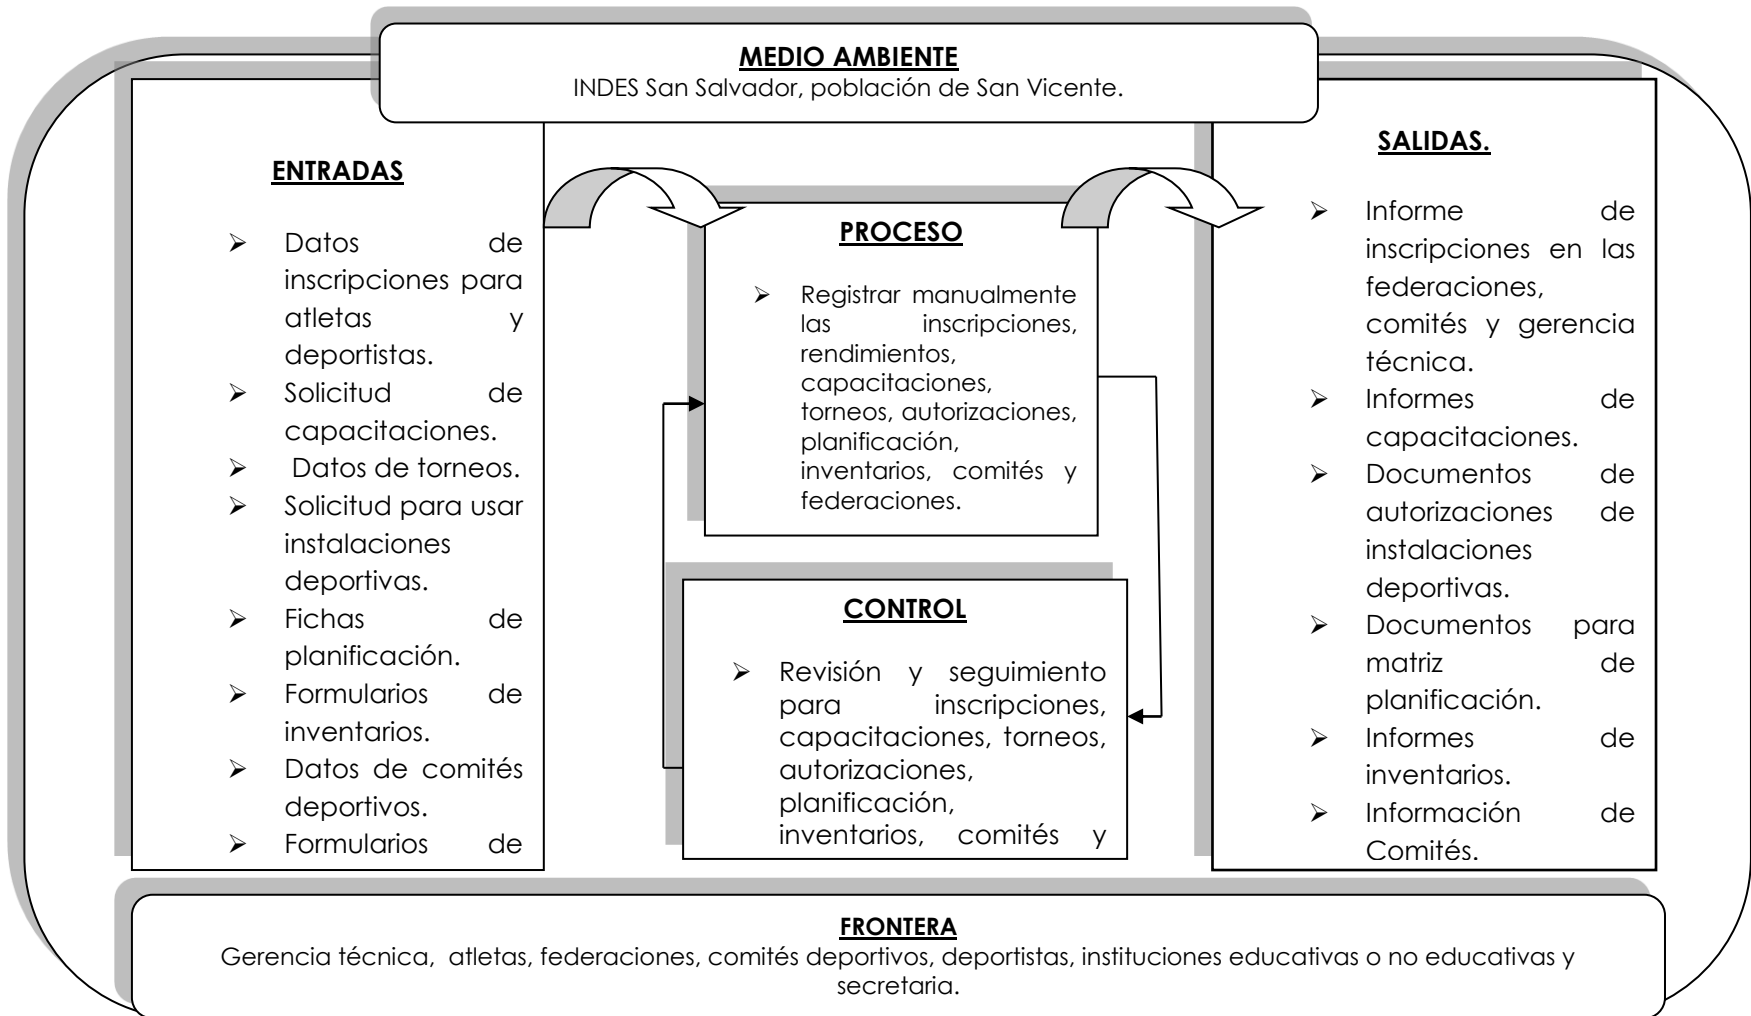 MEDIO AMBIENTE
INDES San Salvador, población de San Vicente.
ENTRADAS
➢ Datos de
inscripciones para
atletas y
deportistas.
➢ Solicitud de
capacitaciones.
➢ Datos de torneos.
➢ Solicitud para usar
instalaciones
deportivas.
➢ Fichas de
planificación.
➢ Formularios de
inventarios.
➢ Datos de comités
deportivos.
➢ Formularios de
PROCESO
➢ Registrar manualmente
las inscripciones,
rendimientos,
capacitaciones,
torneos, autorizaciones,
planificación,
inventarios, comités y
federaciones.
CONTROL
➢ Revisión y seguimiento
para inscripciones,
capacitaciones, torneos,
autorizaciones,
planificación,
inventarios, comités y
SALIDAS.
➢ Informe de
inscripciones en las
federaciones,
comités y gerencia
técnica.
➢ Informes de
capacitaciones.
➢ Documentos de
autorizaciones de
instalaciones
deportivas.
➢ Documentos para
matriz de
planificación.
➢ Informes de
inventarios.
➢ Información de
Comités.
FRONTERA
Gerencia técnica, atletas, federaciones, comités deportivos, deportistas, instituciones educativas o no educativas y
secretaria.